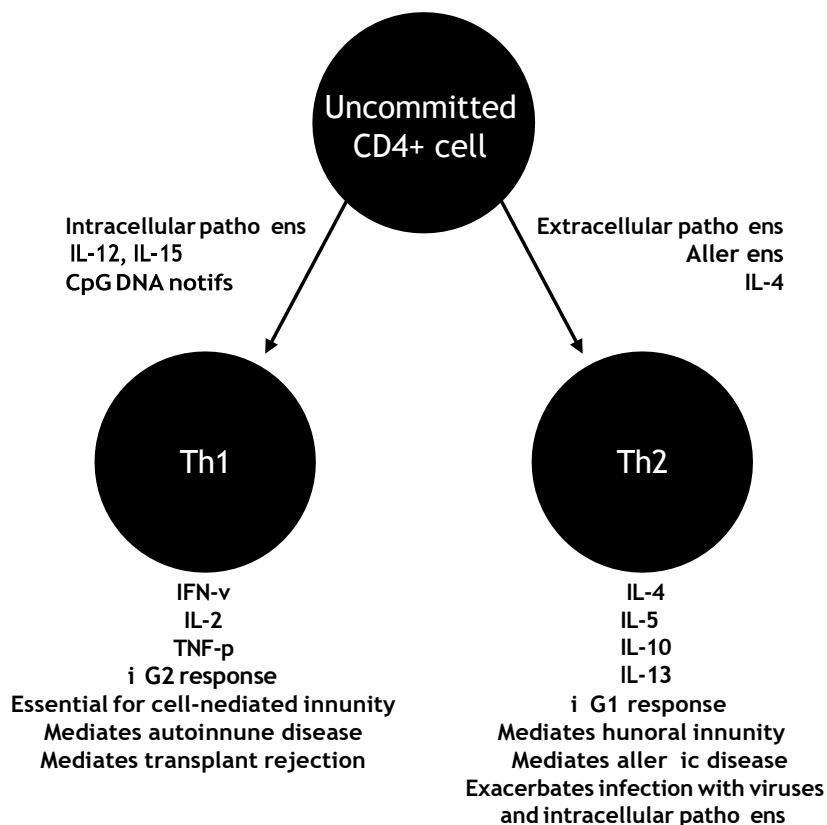 Uncommitted
CD4+ cell
Intracellular patho ens
IL-12, IL-15
CpG DNA notifs
Extracellular patho ens
Aller ens
IL-4
Th1
Th2
IFN-v
IL-2
TNF-p
i G2 response
Essential for cell-nediated innunity
Mediates autoinnune disease
Mediates transplant rejection
IL-4
IL-5
IL-10
IL-13
i G1 response
Mediates hunoral innunity
Mediates aller ic disease
Exacerbates infection with viruses
and intracellular patho ens